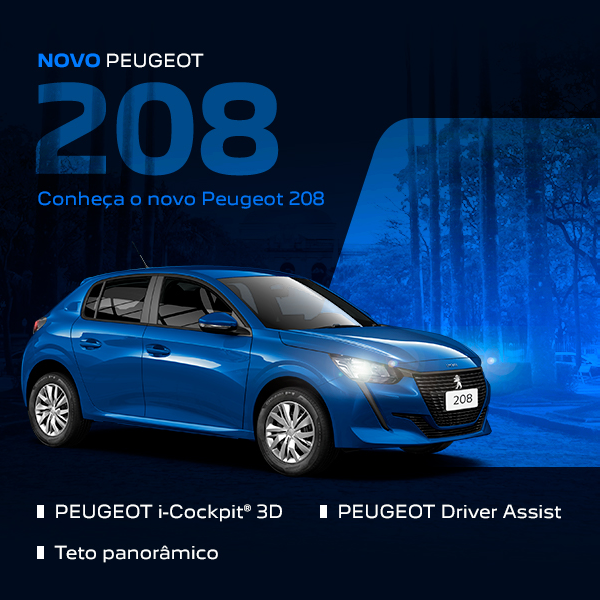 NOVO PEUGEOT
208
Conheça o novo Peugeot 208
208
PEUGEOT i-Cockpit® 3D
PEUGEOT Driver Assist
Teto panorâmico